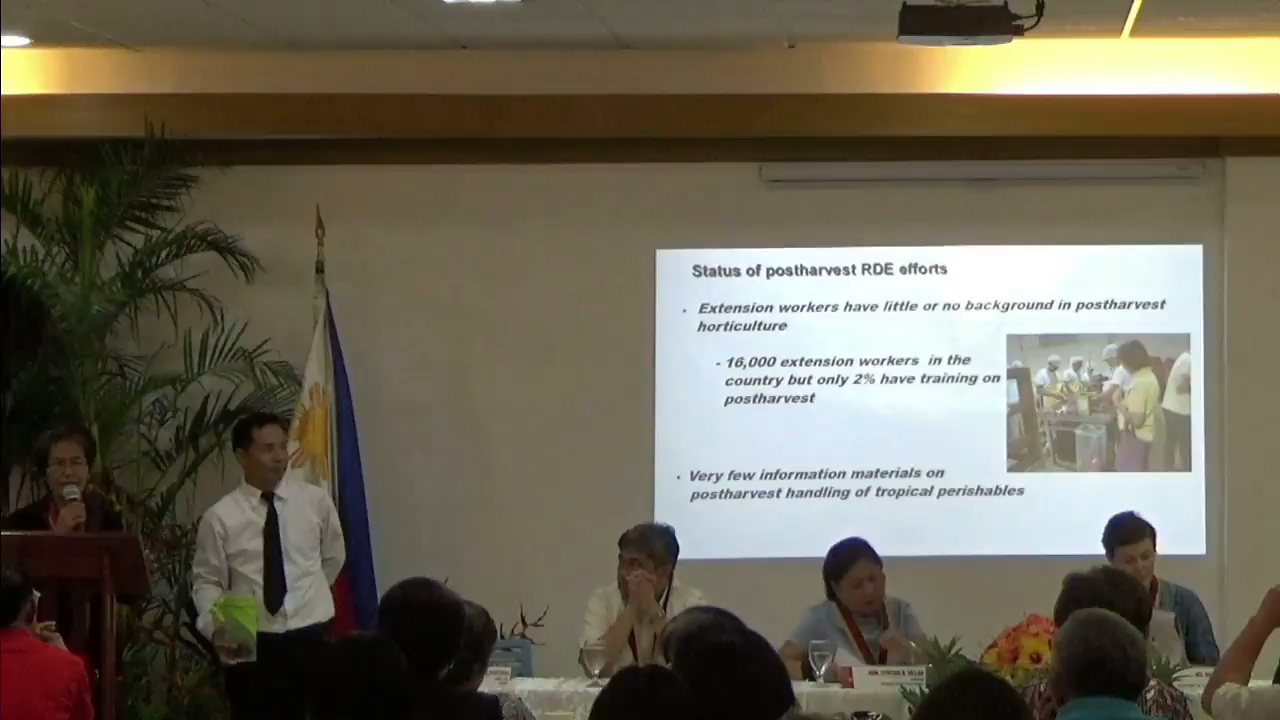 Status of postharvest RDE efforts
• Extension workers have little or no background in postharvest
horticulture
- 16,000 extension workers in the
country but only 2% have training on
postharvest
• Very few information materials on
postharvest handling of tropical perishables